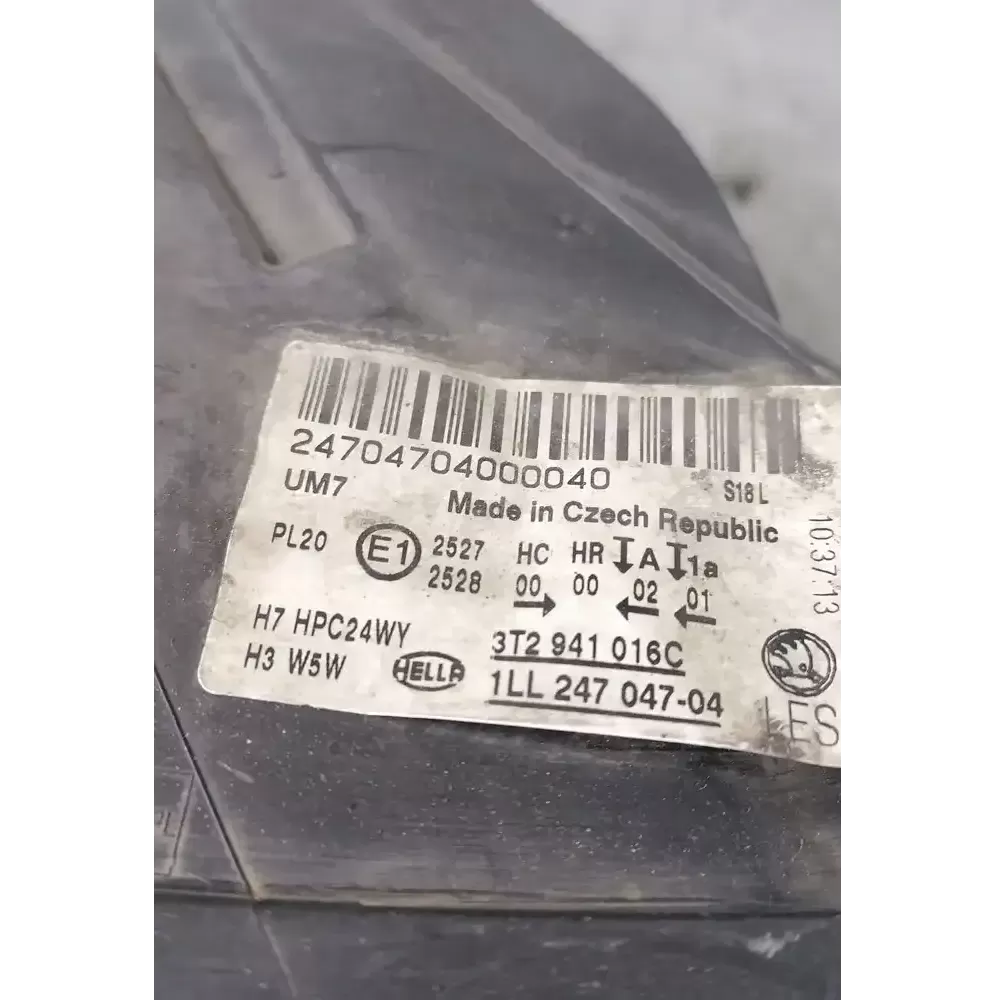 24704704000040
S18 L
UM7
Made in Czech Republic
10:37:13
PL20 E1 2527 HC HR A 1a
2528 00 00 02 01
H7 HPC24WY
H3 W5W
HELLA
3T2 941 016C
1LL 247 047-04
LES